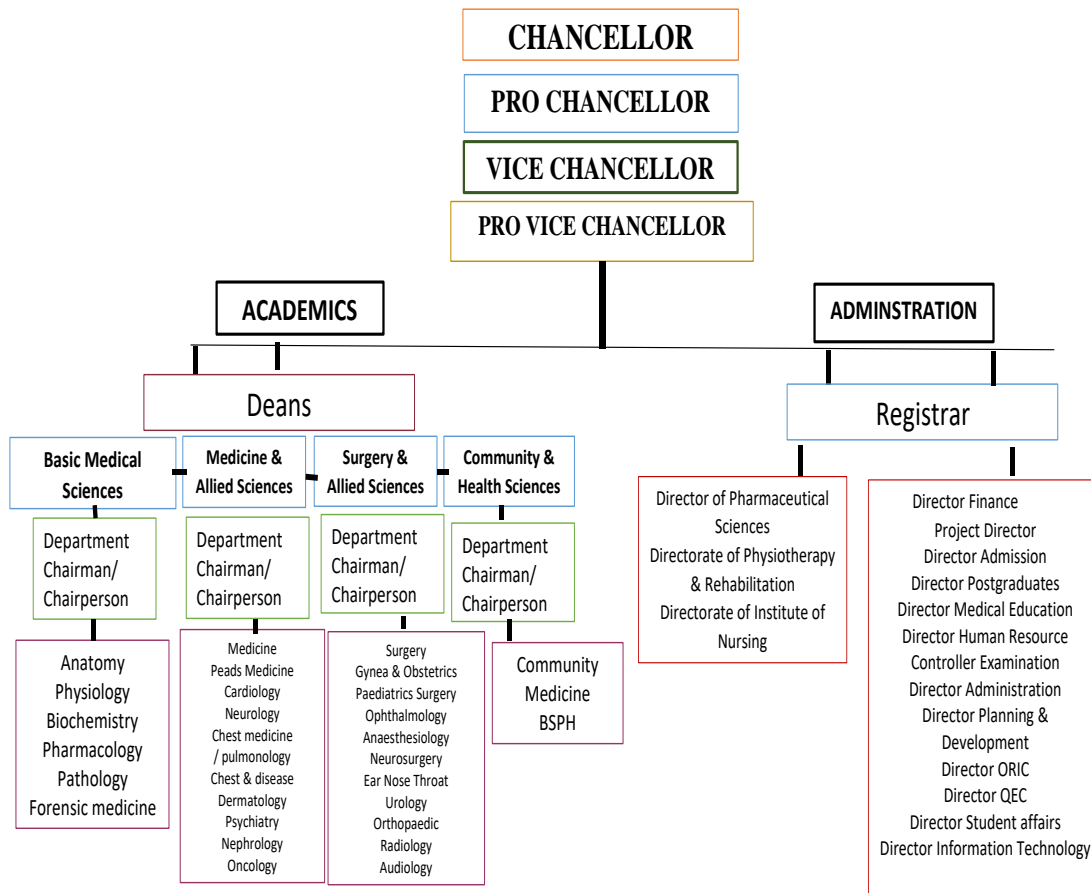 CHANCELLOR
PRO CHANCELLOR
VICE CHANCELLOR
PRO VICE CHANCELLOR
ACADEMICS
ADMINSTRATION
Deans
Registrar
Basic Medical
Sciences
Medicine &
Allied Sciences
Surgery &
Allied Sciences
Community &
Health Sciences
Department
Chairman/
Chairperson
Department
Chairman/
Chairperson
Department
Chairman/
Chairperson
Department
Chairman/
Chairperson
Anatomy
Physiology
Biochemistry
Pharmacology
Pathology
Forensic medicine
Medicine
Peads Medicine
Cardiology
Neurology
Chest medicine
/ pulmonology
Chest & disease
Dermatology
Psychiatry
Nephrology
Oncology
Surgery
Gynea & Obstetrics
Paediatrics Surgery
Ophthalmology
Anaesthesiology
Neurosurgery
Ear Nose Throat
Urology
Orthopaedic
Radiology
Audiology
Community
Medicine
BSPH
Director of Pharmaceutical
Sciences
Directorate of Physiotherapy
& Rehabilitation
Directorate of Institute of
Nursing
Director Finance
Project Director
Director Admission
Director Postgraduates
Director Medical Education
Director Human Resource
Controller Examination
Director Administration
Director Planning &
Development
Director ORIC
Director QEC
Director Student affairs
Director Information Technology